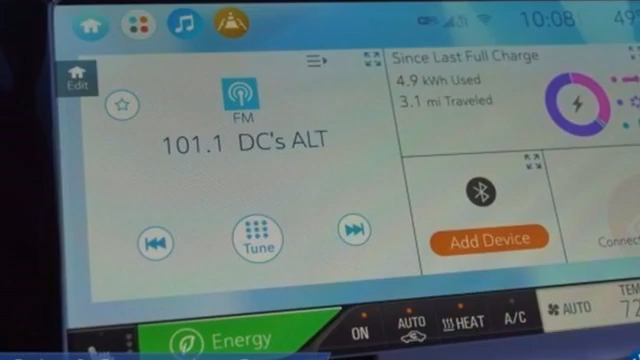 10:08
Since Last Full Charge
Edit
4.9 kWh Used
3.1 mi Traveled
FM
101.1 DC's ALT
Tune
Add Device
Energy
ON
AUTO
HEAT
A/C
AUTO